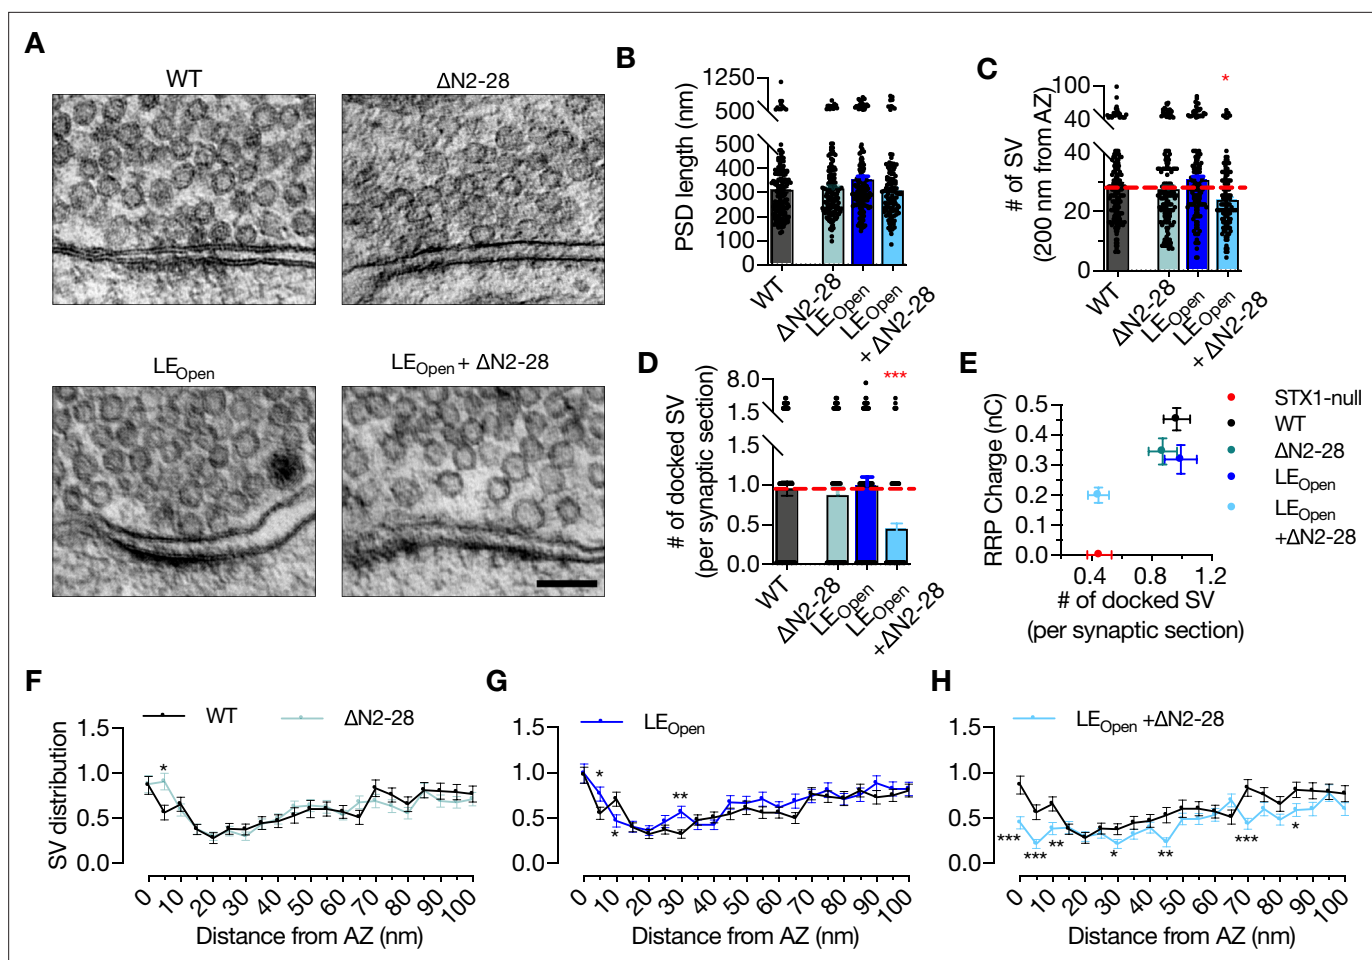 A
WT
ΔN2-28
LEOpen
LEOpen + ΔN2-28
B
PSD length (nm)
1250
500
500
400
300
200
100
0
WT
ΔN2-28
LEOpen
LEOpen
+ ΔN2-28
C
# of SV
(200 nm from AZ)
100
40
40
20
0
*
WT
ΔN2-28
LEOpen
LEOpen
+ ΔN2-28
D
# of docked SV
(per synaptic section)
8.0
1.5
1.5
1.0
0.5
0.0
***
WT
ΔN2-28
LEOpen
LEOpen
+ΔN2-28
E
RRP Charge (nC)
0.5
0.4
0.3
0.2
0.1
0.0
0.4
0.8
1.2
# of docked SV
(per synaptic section)
STX1-null
WT
ΔN2-28
LEOpen
LEOpen
+ΔN2-28
F
WT
ΔN2-28
SV distribution
1.5
1.0
0.5
0.0
*
0 10 20 30 40 50 60 70 80 90 100
Distance from AZ (nm)
G
LEOpen
1.5
1.0
0.5
0.0
*
*
**
0 10 20 30 40 50 60 70 80 90 100
Distance from AZ (nm)
H
LEOpen +ΔN2-28
1.5
1.0
0.5
0.0
***
***
**
*
**
***
*
0 10 20 30 40 50 60 70 80 90 100
Distance from AZ (nm)